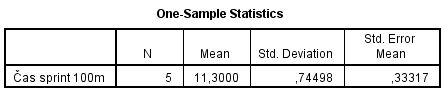 One-Sample Statistics
N Mean Std. Deviation Std. Error Mean
Čas sprint 100m 5 11,3000 ,74498 ,33317